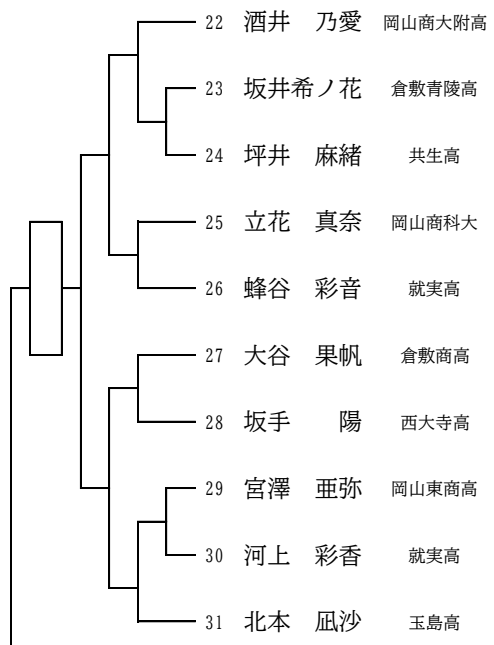 22 酒井 乃愛 岡山商大附高
23 坂井希ノ花 倉敷青陵高
24 坪井 麻緒 共生高
25 立花 真奈 岡山商科大
26 蜂谷 彩音 就実高
27 大谷 果帆 倉敷商高
28 坂手 陽 西大寺高
29 宮澤 亜弥 岡山東商高
30 河上 彩香 就実高
31 北本 凪沙 玉島高